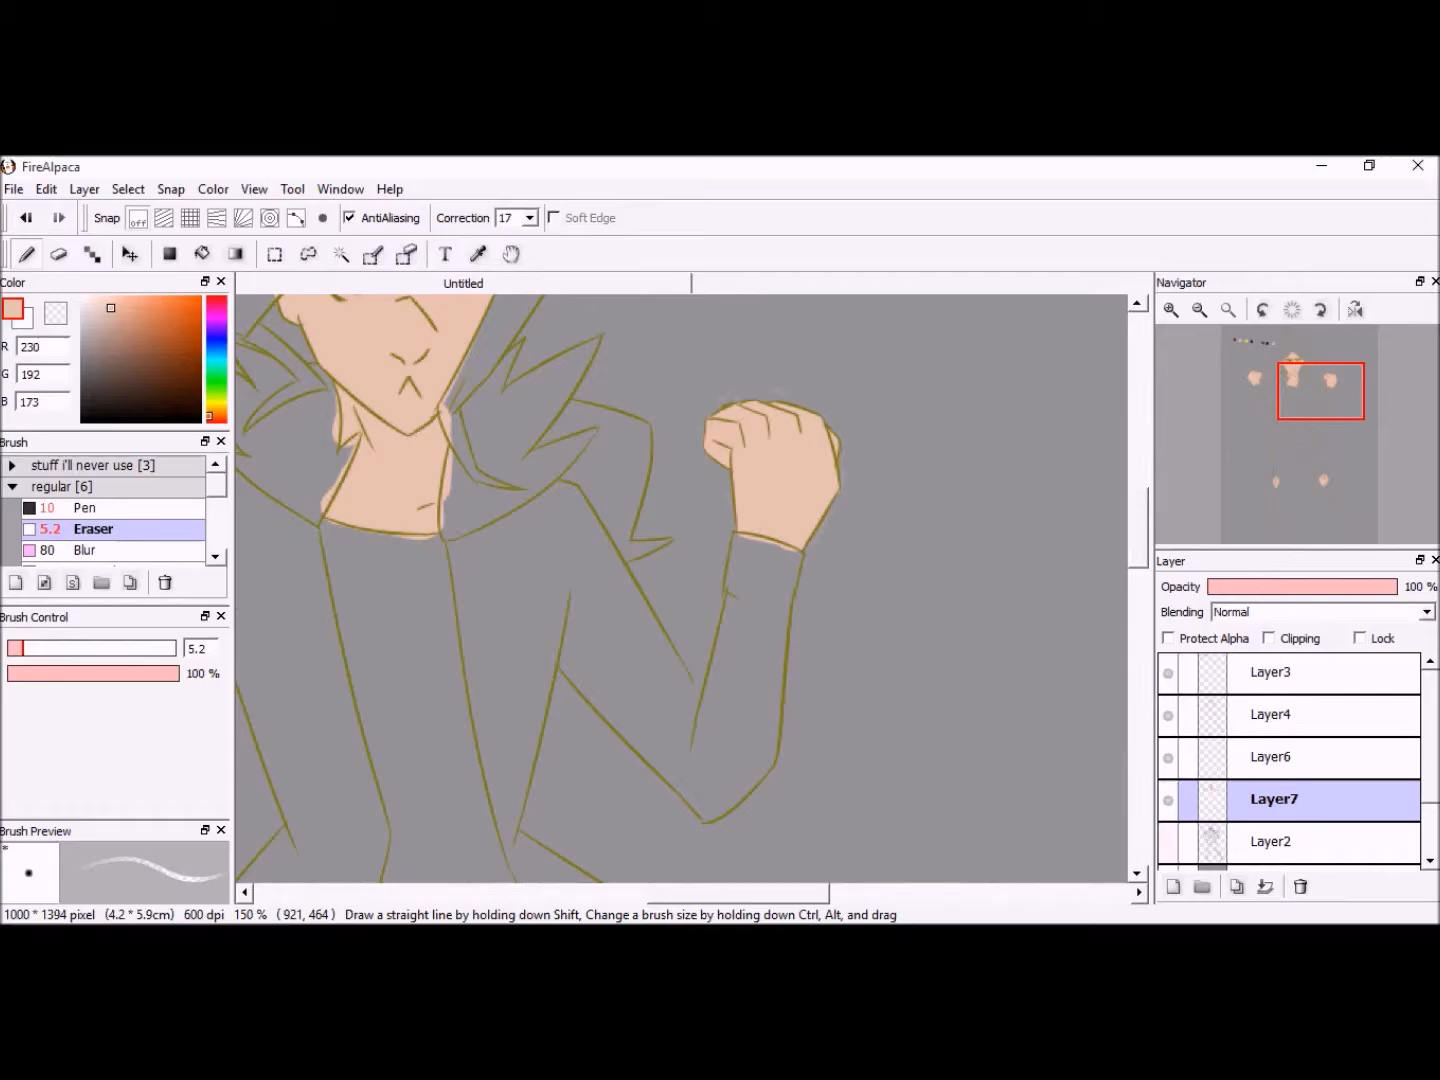 FireAlpaca
File Edit Layer Select Snap Color View Tool Window Help
Snap off AntiAliasing Correction 17 Soft Edge
Color
Untitled
Navigator
R 230
G 192
B 173
Brush
stuff i'll never use [3]
regular [6]
10 Pen
5.2 Eraser
80 Blur
Brush Control
5.2
100 %
Brush Preview
*
Layer
Opacity 100 %
Blending Normal
Protect Alpha Clipping Lock
Layer3
Layer4
Layer6
Layer7
Layer2
1000 * 1394 pixel (4.2 * 5.9cm) 600 dpi 150 % ( 921, 464 ) Draw a straight line by holding down Shift, Change a brush size by holding down Ctrl, Alt, and drag